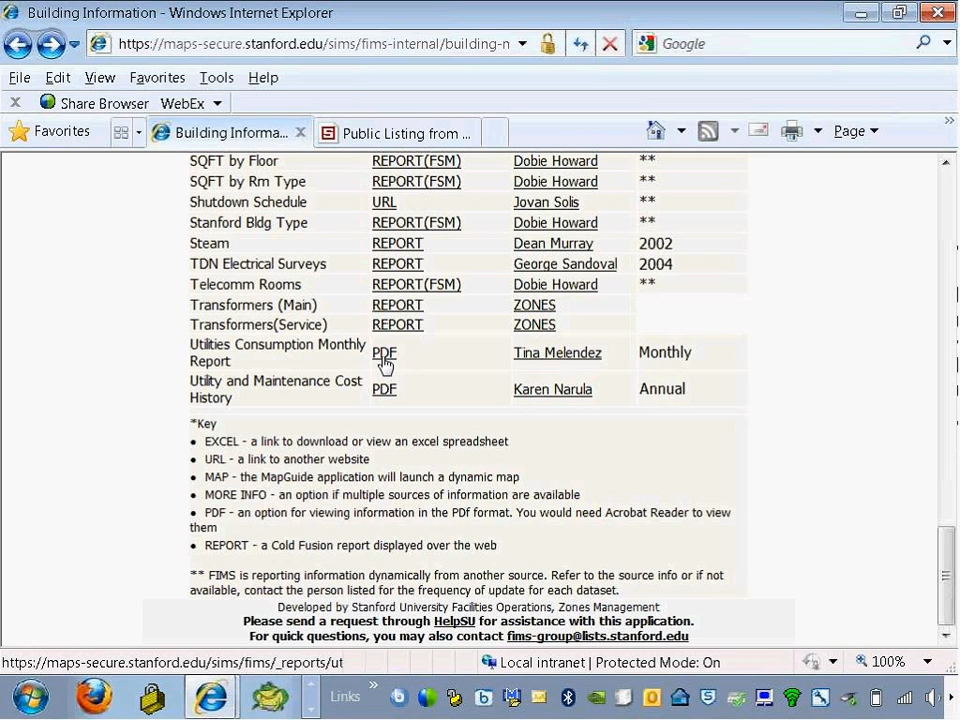 Building Information - Windows Internet Explorer
https://maps-secure.stanford.edu/sims/fims-internal/building-n
Google
File Edit View Favorites Tools Help
Share Browser WebEx
Favorites Building Informa... Public Listing from ... Page
SQFT by Floor REPORT(FSM) Dobie Howard **
SQFT by Rm Type REPORT(FSM) Dobie Howard **
Shutdown Schedule URL Jovan Solis **
Stanford Bldg Type REPORT(FSM) Dobie Howard **
Steam REPORT Dean Murray 2002
TDN Electrical Surveys REPORT George Sandoval 2004
Telecomm Rooms REPORT(FSM) Dobie Howard **
Transformers (Main) REPORT ZONES
Transformers(Service) REPORT ZONES
Utilities Consumption Monthly Report PDF Tina Melendez Monthly
Utility and Maintenance Cost History PDF Karen Narula Annual
*Key
• EXCEL - a link to download or view an excel spreadsheet
• URL - a link to another website
• MAP - the MapGuide application will launch a dynamic map
• MORE INFO - an option if multiple sources of information are available
• PDF - an option for viewing information in the PDf format. You would need Acrobat Reader to view
them
• REPORT - a Cold Fusion report displayed over the web
** FIMS is reporting information dynamically from another source. Refer to the source info or if not
available, contact the person listed for the frequency of update for each dataset.
Developed by Stanford University Facilities Operations, Zones Management
Please send a request through HelpSU for assistance with this application.
For quick questions, you may also contact fims-group@lists.stanford.edu
https://maps-secure.stanford.edu/sims/fims/_reports/ut Local intranet | Protected Mode: On 100%
Links